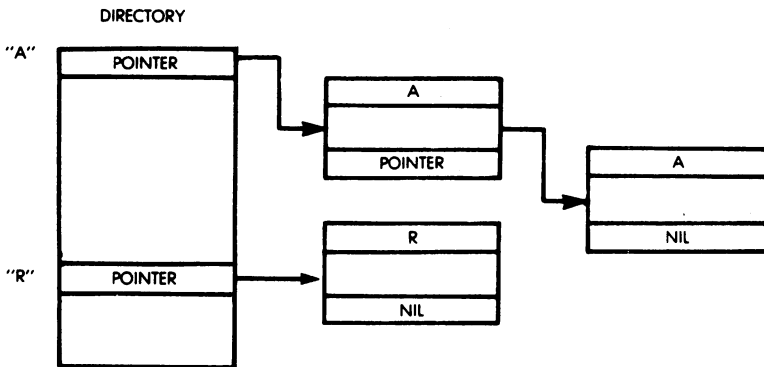 DIRECTORY
"A"
POINTER
A
POINTER
A
NIL
"R"
POINTER
R
NIL